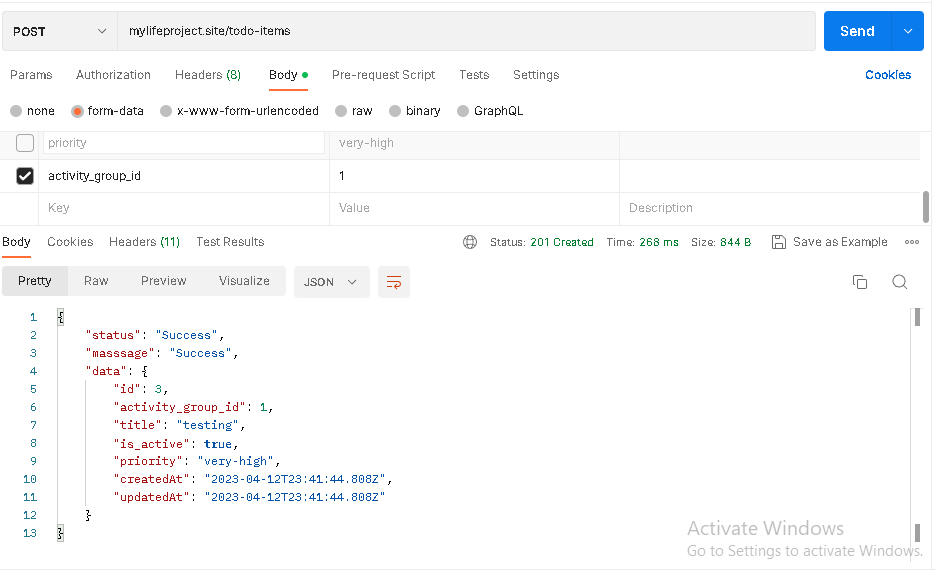 POST mylifeproject.site/todo-items Send
Params Authorization Headers (8) Body Pre-request Script Tests Settings Cookies
none form-data x-www-form-urlencoded raw binary GraphQL
priority very-high
activity_group_id 1
Key Value Description
Body Cookies Headers (11) Test Results Status: 201 Created Time: 268 ms Size: 844 B Save as Example
Pretty Raw Preview Visualize JSON
1 {
2 "status": "Success",
3 "masssage": "Success",
4 "data": {
5 "id": 3,
6 "activity_group_id": 1,
7 "title": "testing",
8 "is_active": true,
9 "priority": "very-high",
10 "createdAt": "2023-04-12T23:41:44.808Z",
11 "updatedAt": "2023-04-12T23:41:44.808Z"
12 }
13 }
Activate Windows
Go to Settings to activate Windows.